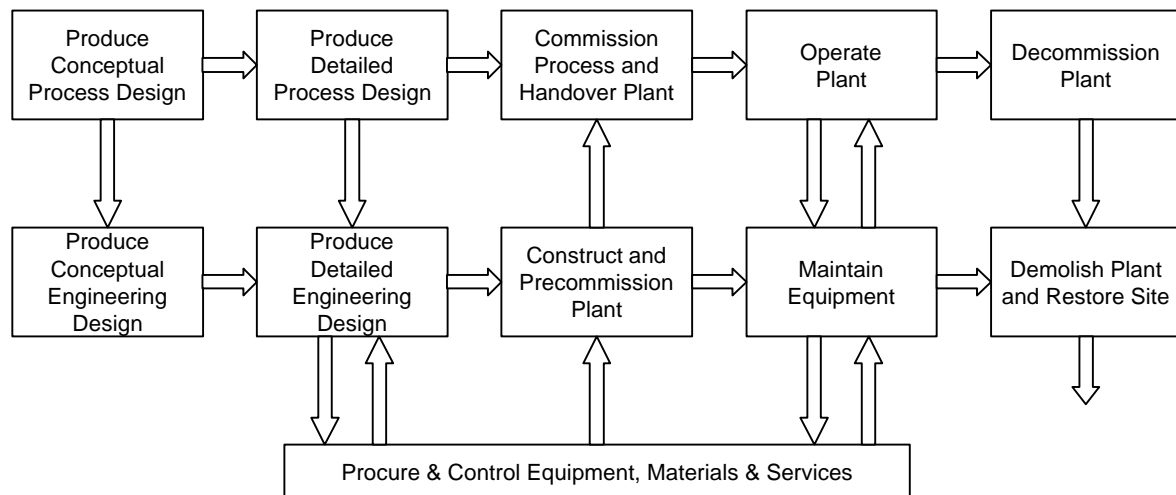 Produce
Conceptual
Process Design
Produce
Detailed
Process Design
Commission
Process and
Handover Plant
Operate
Plant
Decommission
Plant
Produce
Conceptual
Engineering
Design
Produce
Detailed
Engineering
Design
Construct and
Precommission
Plant
Maintain
Equipment
Demolish Plant
and Restore Site
Procure & Control Equipment, Materials & Services